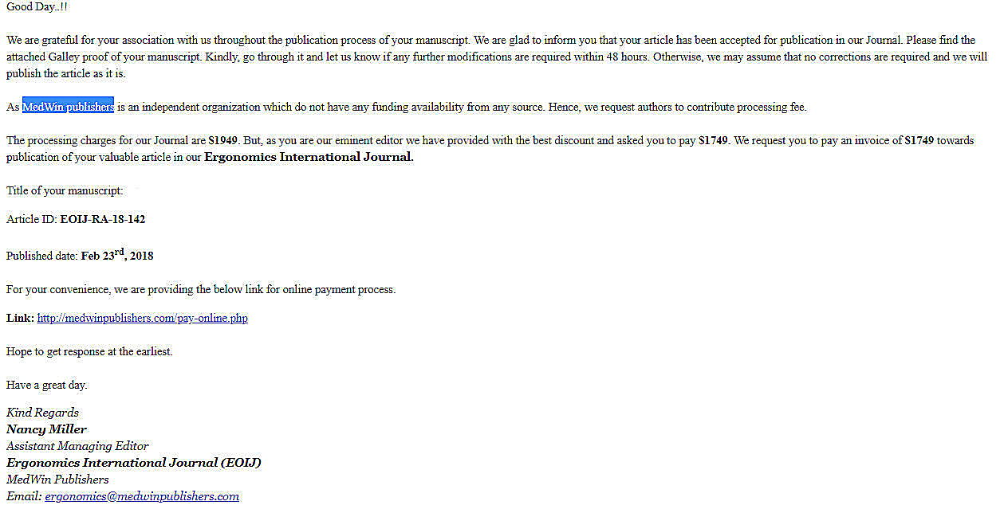 Good Day..!!
We are grateful for your association with us throughout the publication process of your manuscript. We are glad to inform you that your article has been accepted for publication in our Journal. Please find the
attached Galley proof of your manuscript. Kindly, go through it and let us know if any further modifications are required within 48 hours. Otherwise, we may assume that no corrections are required and we will
publish the article as it is.
As MedWin publishers is an independent organization which do not have any funding availability from any source. Hence, we request authors to contribute processing fee.
The processing charges for our Journal are $1949. But, as you are our eminent editor we have provided with the best discount and asked you to pay $1749. We request you to pay an invoice of $1749 towards
publication of your valuable article in our Ergonomics International Journal.
Title of your manuscript:
Article ID: EOIJ-RA-18-142
Published date: Feb 23rd, 2018
For your convenience, we are providing the below link for online payment process.
Link: http://medwinpublishers.com/pay-online.php
Hope to get response at the earliest.
Have a great day.
Kind Regards
Nancy Miller
Assistant Managing Editor
Ergonomics International Journal (EOIJ)
MedWin Publishers
Email: ergonomics@medwinpublishers.com